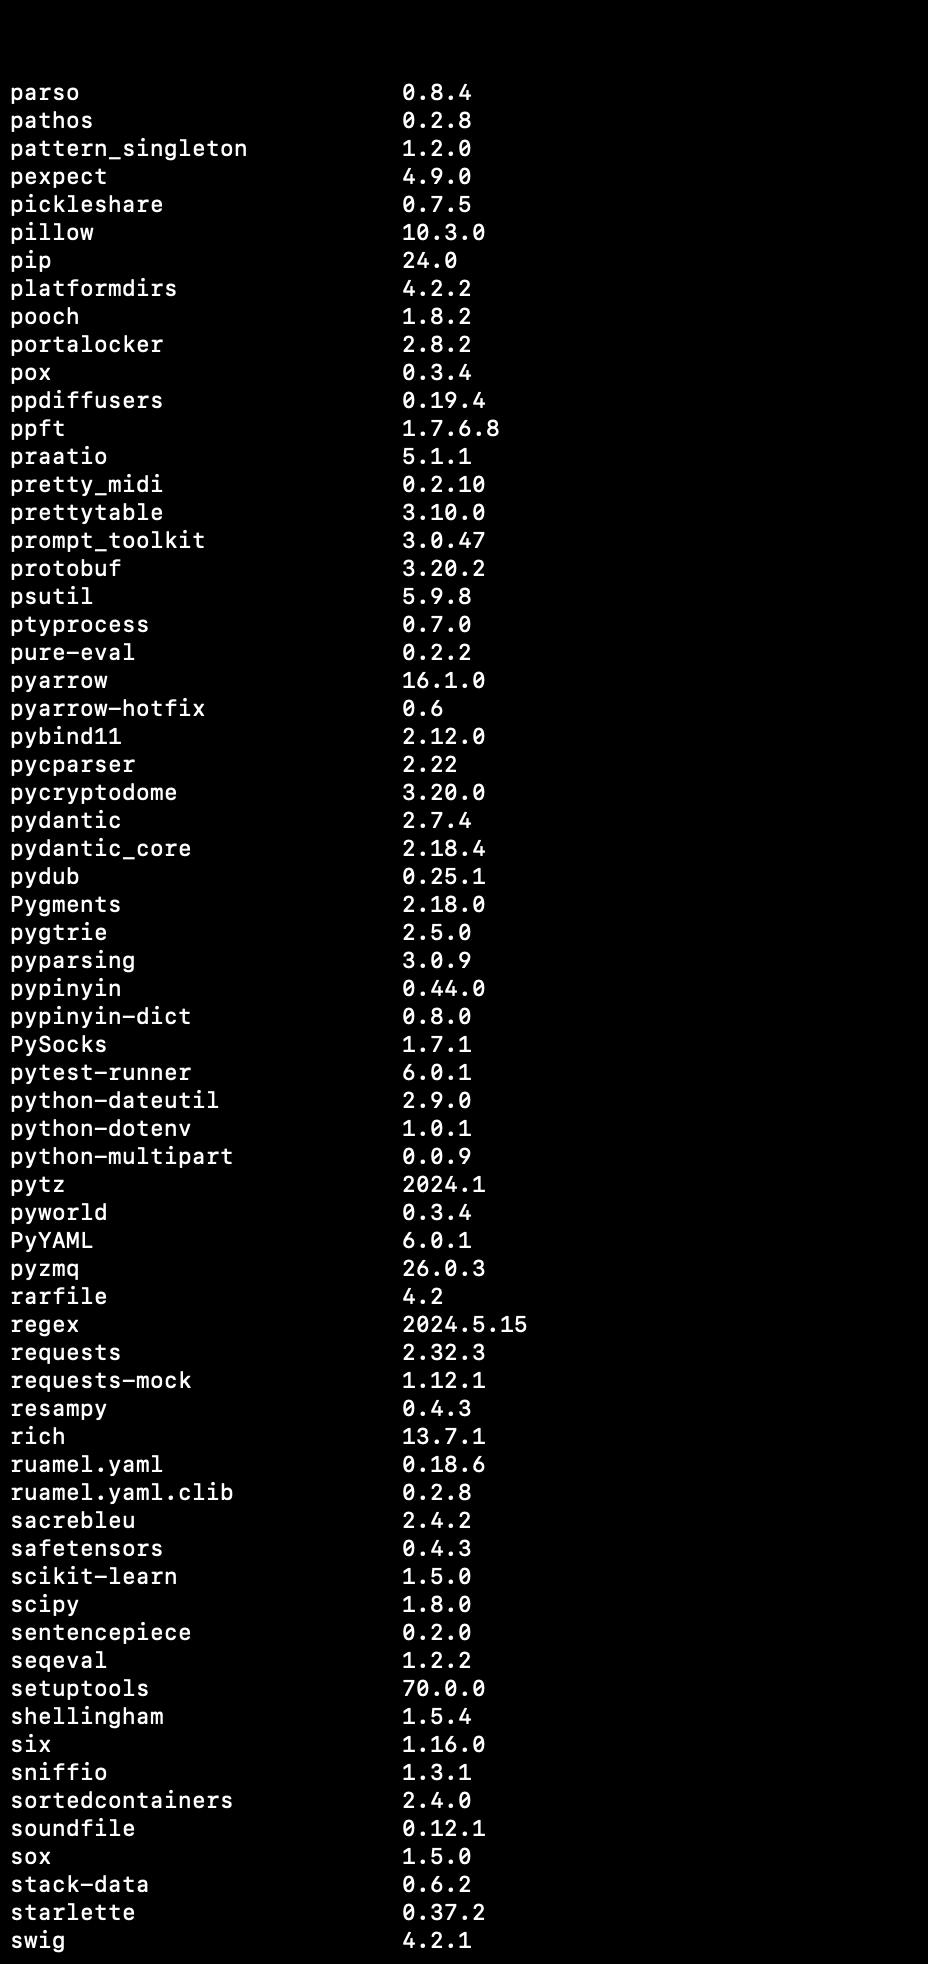 parso 0.8.4
pathos 0.2.8
pattern_singleton 1.2.0
pexpect 4.9.0
pickleshare 0.7.5
pillow 10.3.0
pip 24.0
platformdirs 4.2.2
pooch 1.8.2
portalocker 2.8.2
pox 0.3.4
ppdiffusers 0.19.4
ppft 1.7.6.8
praatio 5.1.1
pretty_midi 0.2.10
prettytable 3.10.0
prompt_toolkit 3.0.47
protobuf 3.20.2
psutil 5.9.8
ptyprocess 0.7.0
pure-eval 0.2.2
pyarrow 16.1.0
pyarrow-hotfix 0.6
pybind11 2.12.0
pycparser 2.22
pycryptodome 3.20.0
pydantic 2.7.4
pydantic_core 2.18.4
pydub 0.25.1
Pygments 2.18.0
pygtrie 2.5.0
pyparsing 3.0.9
pypinyin 0.44.0
pypinyin-dict 0.8.0
PySocks 1.7.1
pytest-runner 6.0.1
python-dateutil 2.9.0
python-dotenv 1.0.1
python-multipart 0.0.9
pytz 2024.1
pyworld 0.3.4
PyYAML 6.0.1
pyzmq 26.0.3
rarfile 4.2
regex 2024.5.15
requests 2.32.3
requests-mock 1.12.1
resampy 0.4.3
rich 13.7.1
ruamel.yaml 0.18.6
ruamel.yaml.clib 0.2.8
sacrebleu 2.4.2
safetensors 0.4.3
scikit-learn 1.5.0
scipy 1.8.0
sentencepiece 0.2.0
seqeval 1.2.2
setuptools 70.0.0
shellingham 1.5.4
six 1.16.0
sniffio 1.3.1
sortedcontainers 2.4.0
soundfile 0.12.1
sox 1.5.0
stack-data 0.6.2
starlette 0.37.2
swig 4.2.1